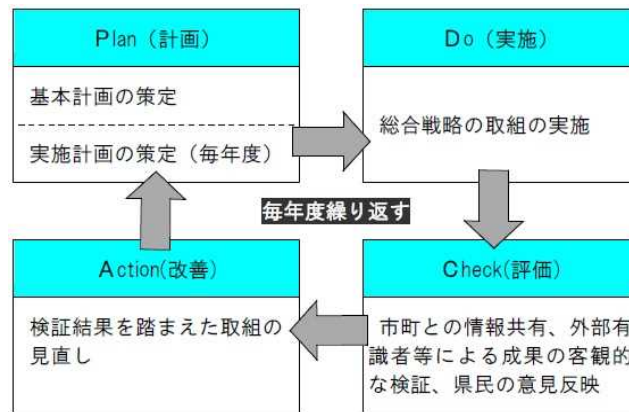 Plan（計画）
基本計画の策定
実施計画の策定（毎年度）
Do（実施）
総合戦略の取組の実施
毎年度繰り返す
Action(改善)
検証結果を踏まえた取組の
見直し
Check(評価)
市町との情報共有、外部有
識者等による成果の客観的
な検証、県民の意見反映